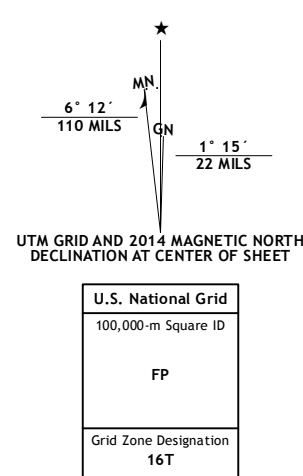 ★
MN.
6° 12´
110 MILS
GN
1° 15´
22 MILS
UTM GRID AND 2014 MAGNETIC NORTH
DECLINATION AT CENTER OF SHEET
U.S. National Grid
100,000-m Square ID
FP
Grid Zone Designation
16T